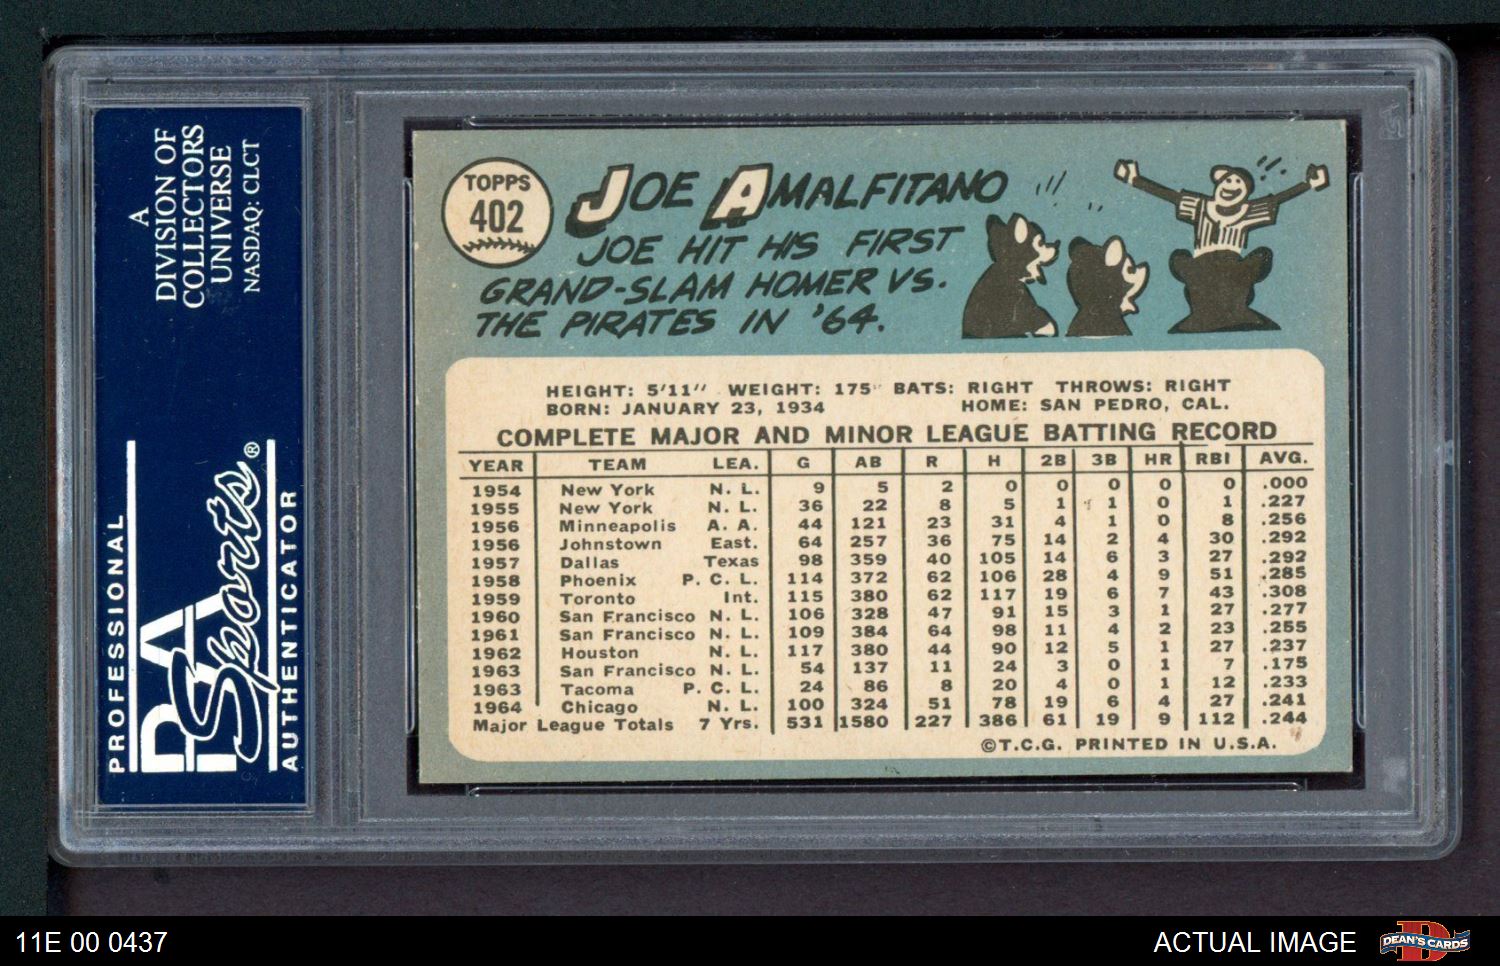 A
DIVISION OF
COLLECTORS
UNIVERSE
NASDAQ: CLCT
PROFESSIONAL
PSA
Sports®
AUTHENTICATOR
TOPPS
402
JOE AMALFITANO
JOE HIT HIS FIRST
GRAND-SLAM HOMER VS.
THE PIRATES IN '64.
HEIGHT: 5'11" WEIGHT: 175 BATS: RIGHT THROWS: RIGHT
BORN: JANUARY 23, 1934 HOME: SAN PEDRO, CAL.
COMPLETE MAJOR AND MINOR LEAGUE BATTING RECORD
YEAR TEAM LEA. G AB R H 2B 3B HR RBI AVG.
1954 New York N. L. 9 5 2 0 0 0 0 0 .000
1955 New York N. L. 36 22 8 5 1 1 0 1 .227
1956 Minneapolis A. A. 44 121 23 31 4 1 0 8 .256
1956 Johnstown East. 64 257 36 75 14 2 4 30 .292
1957 Dallas Texas 98 359 40 105 14 6 3 27 .292
1958 Phoenix P. C. L. 114 372 62 106 28 4 9 51 .285
1959 Toronto Int. 115 380 62 117 19 6 7 43 .308
1960 San Francisco N. L. 106 328 47 91 15 3 1 27 .277
1961 San Francisco N. L. 109 384 64 98 11 4 2 23 .255
1962 Houston N. L. 117 380 44 90 12 5 1 27 .237
1963 San Francisco N. L. 54 137 11 24 3 0 1 7 .175
1963 Tacoma P. C. L. 24 86 8 20 4 0 1 12 .233
1964 Chicago N. L. 100 324 51 78 19 6 4 27 .241
Major League Totals 7 Yrs. 531 1580 227 386 61 19 9 112 .244
©T.C.G. PRINTED IN U.S.A.
11E 00 0437
ACTUAL IMAGE
DEAN'S CARDS